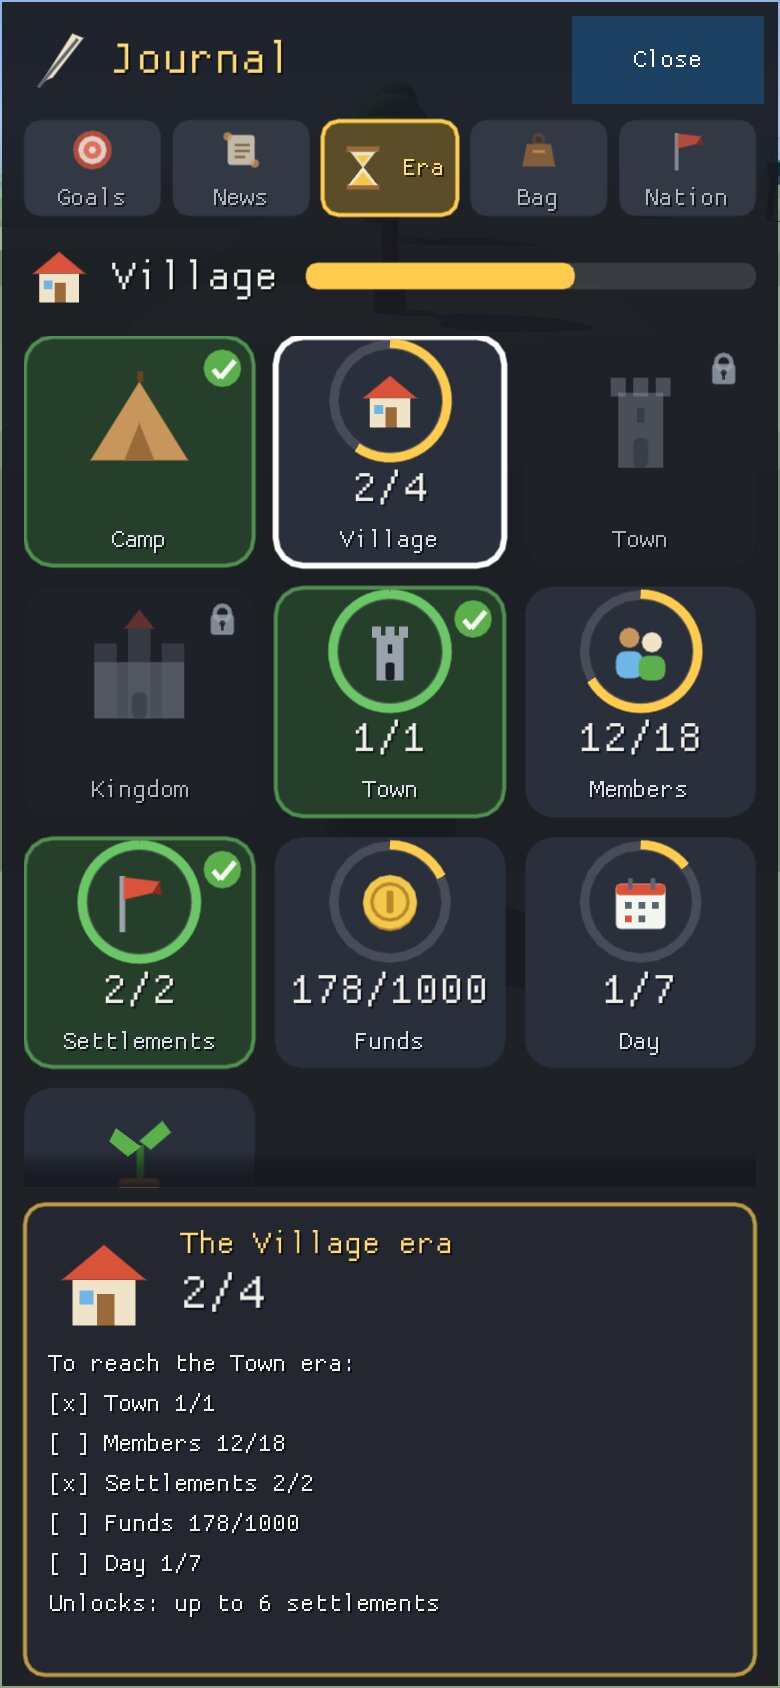 Journal
Close
Goals
News
Era
Bag
Nation
Village
Camp
2/4
Village
Town
Kingdom
1/1
Town
12/18
Members
2/2
Settlements
178/1000
Funds
1/7
Day
The Village era
2/4
To reach the Town era:
[x] Town 1/1
[ ] Members 12/18
[x] Settlements 2/2
[ ] Funds 178/1000
[ ] Day 1/7
Unlocks: up to 6 settlements